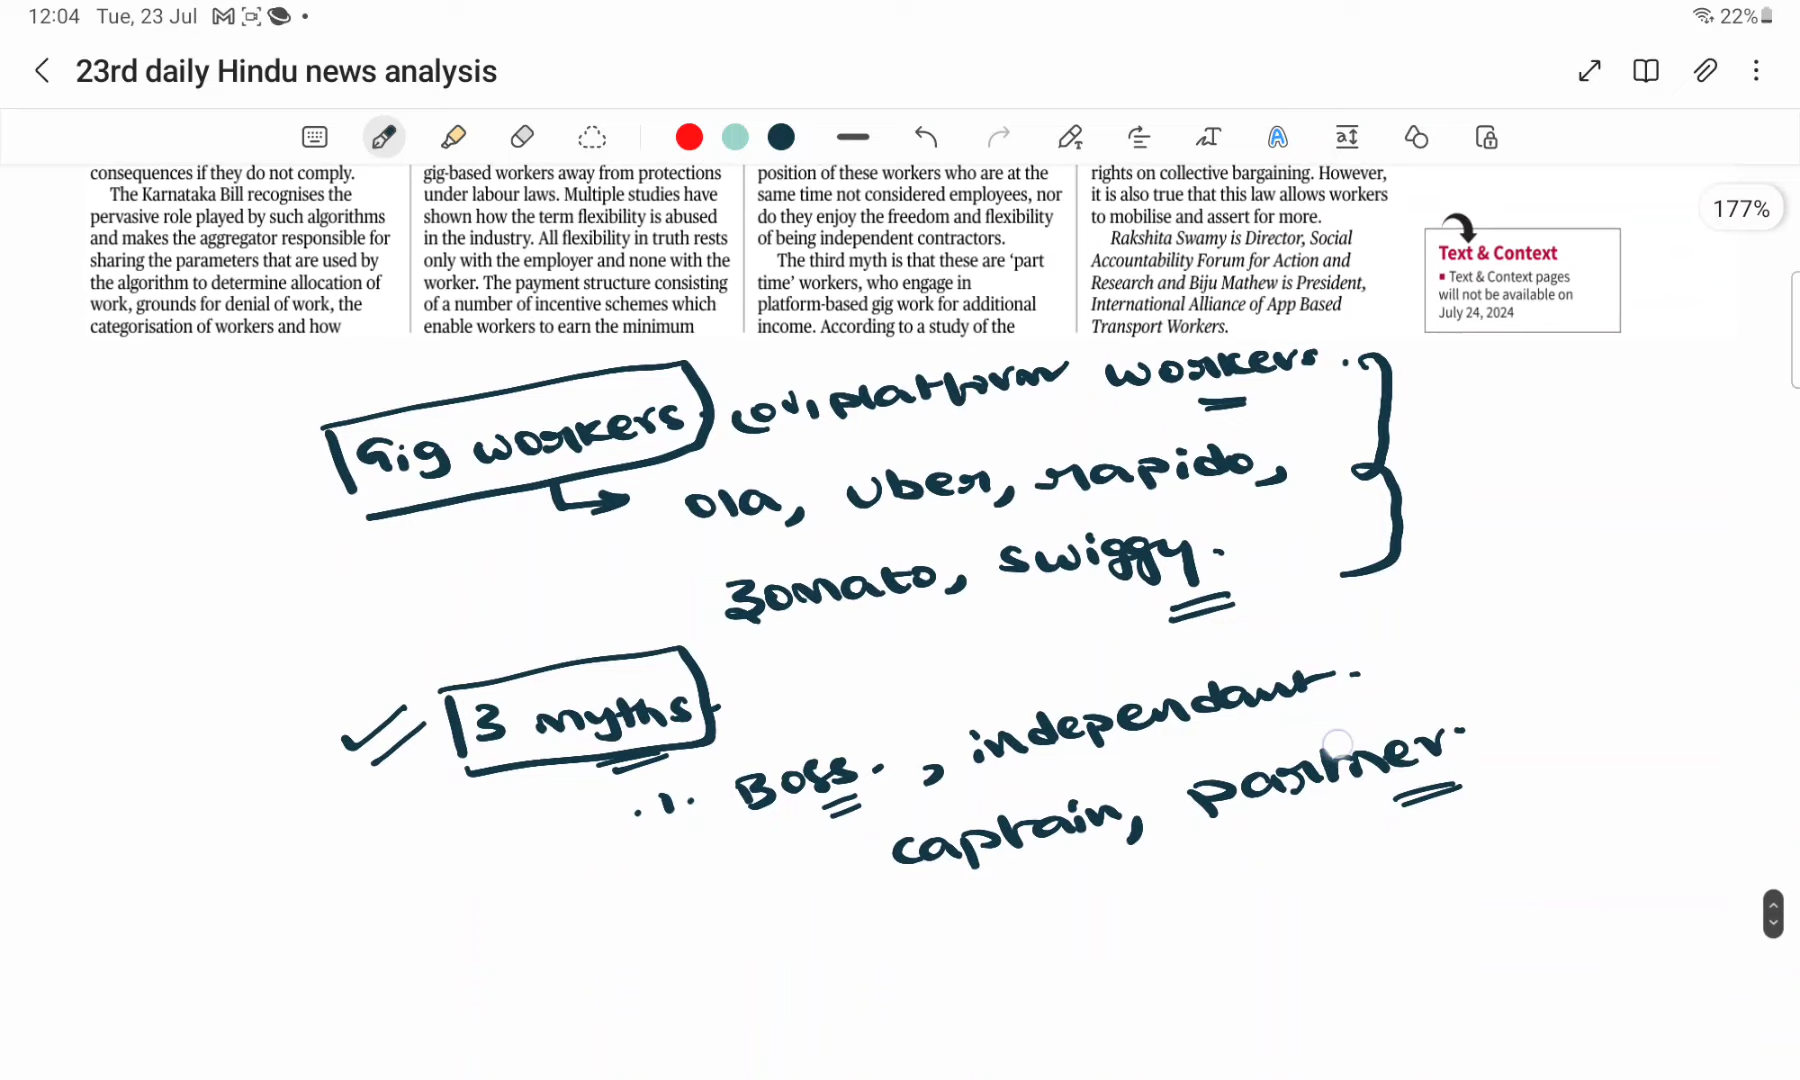 12:04 Tue, 23 Jul
22%
23rd daily Hindu news analysis
177%
consequences if they do not comply.
The Karnataka Bill recognises the
pervasive role played by such algorithms
and makes the aggregator responsible for
sharing the parameters that are used by
the algorithm to determine allocation of
work, grounds for denial of work, the
categorisation of workers and how
gig-based workers away from protections
under labour laws. Multiple studies have
shown how the term flexibility is abused
in the industry. All flexibility in truth rests
only with the employer and none with the
worker. The payment structure consisting
of a number of incentive schemes which
enable workers to earn the minimum
position of these workers who are at the
same time not considered employees, nor
do they enjoy the freedom and flexibility
of being independent contractors.
The third myth is that these are ‘part
time’ workers, who engage in
platform-based gig work for additional
income. According to a study of the
rights on collective bargaining. However,
it is also true that this law allows workers
to mobilise and assert for more.
Rakshita Swamy is Director, Social
Accountability Forum for Action and
Research and Biju Mathew is President,
International Alliance of App Based
Transport Workers.
Text & Context
Text & Context pages
will not be available on
July 24, 2024
Gig workers (or) platform workers.
Ola, Uber, rapido,
Zomato, swiggy.
3 myths
1. Boss, independant.
captain, partner.